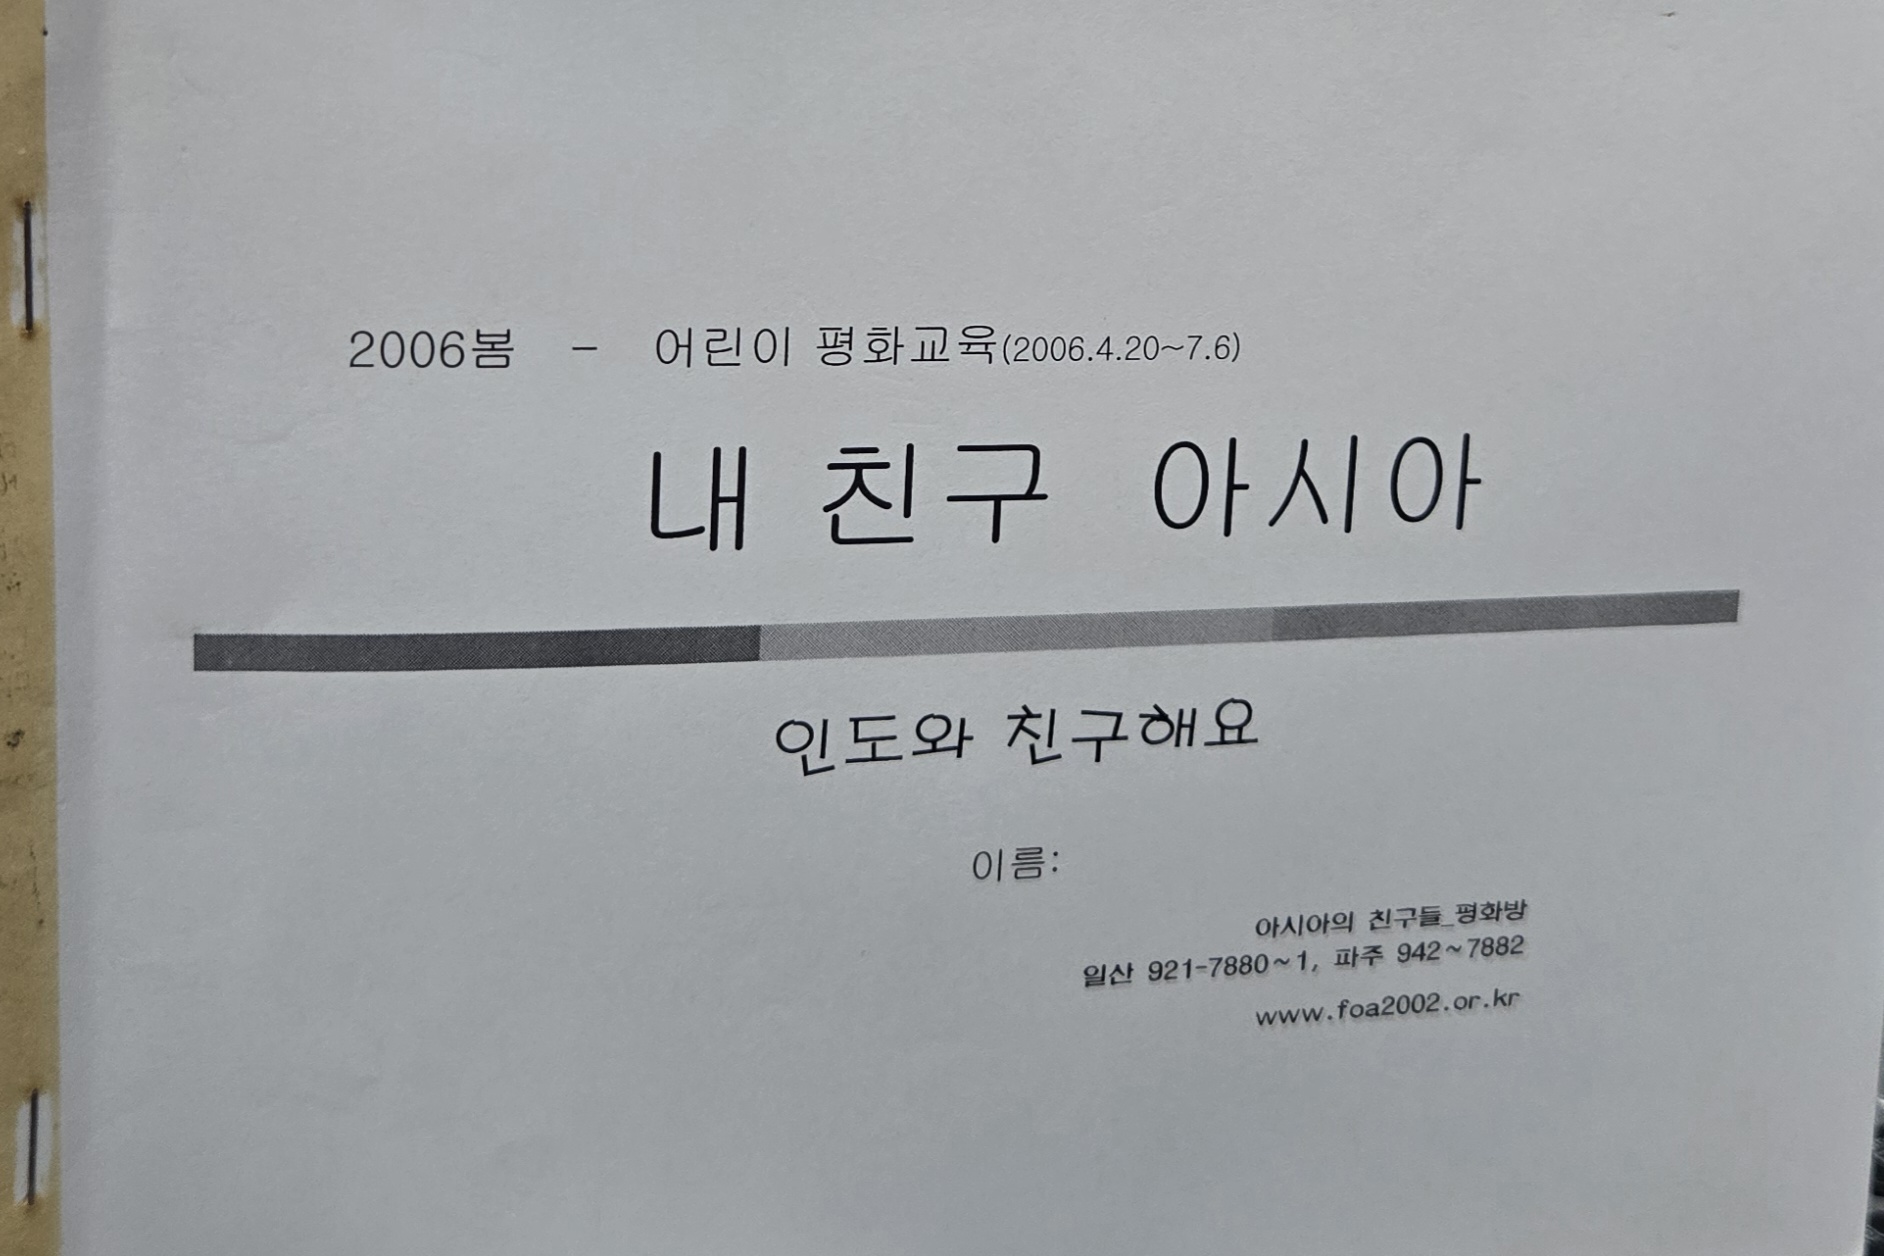 2006봄 - 어린이 평화교육(2006.4.20~7.6)
내 친구 아시아
인도와 친구해요
이름:
아시아의 친구들_평화방
일산 921-7880~1, 파주 942~7882
www.foa2002.or.kr